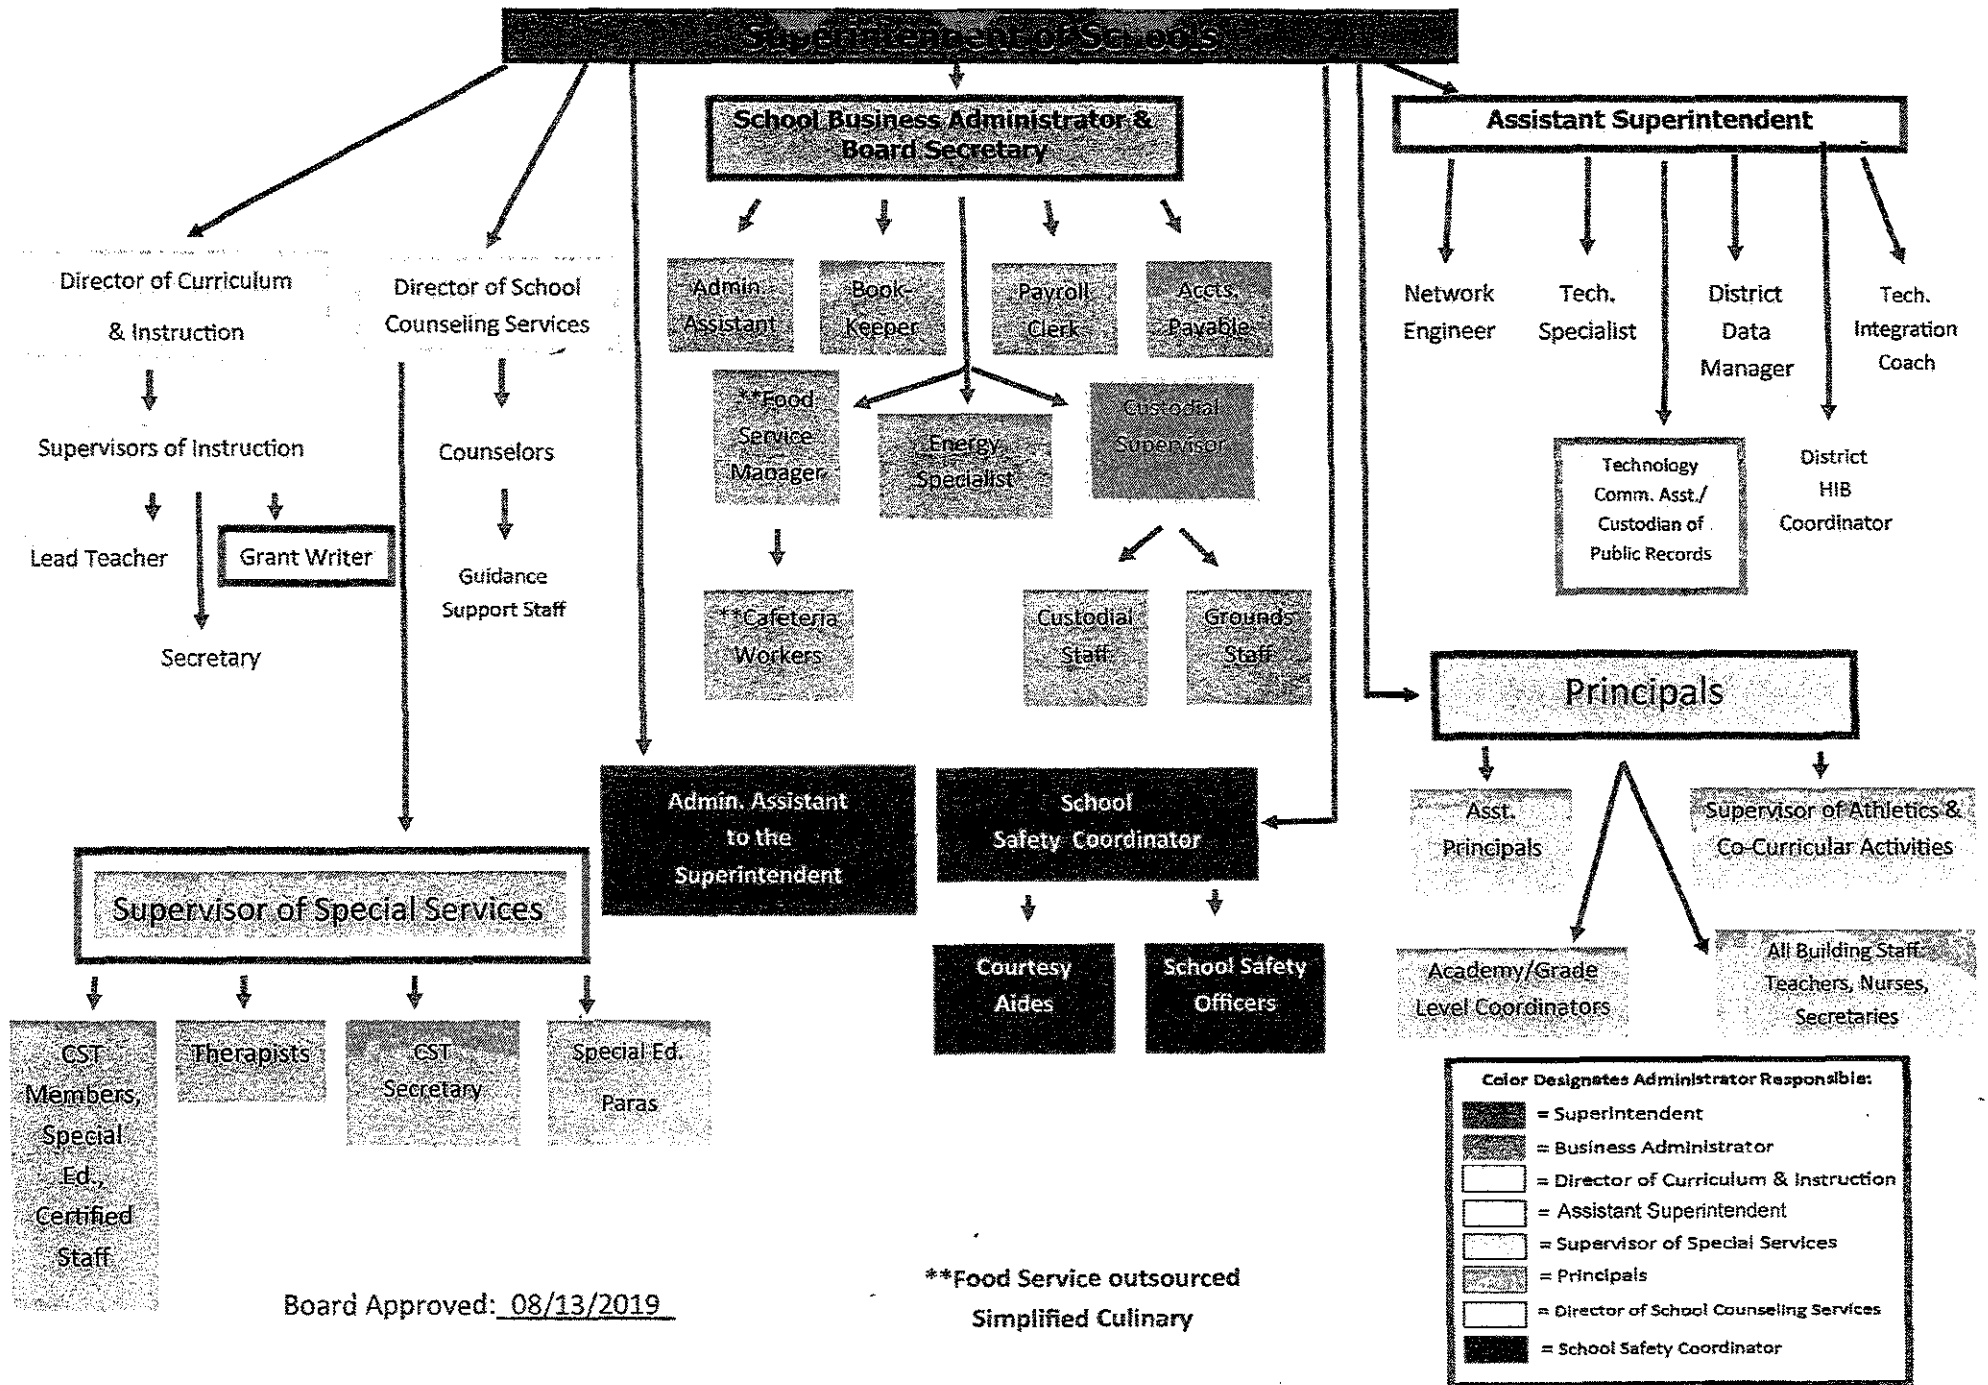 Superintendent of Schools
School Business Administrator &
Board Secretary
Assistant Superintendent
Director of Curriculum
& Instruction
Director of School
Counseling Services
Admin.
Assistant
Book-
Keeper
Payroll
Clerk
Accts.
Payable
Network
Engineer
Tech.
Specialist
District
Data
Manager
Tech.
Integration
Coach
**Food
Service
Manager
Energy
Specialist
Custodial
Supervisor
Supervisors of Instruction
Counselors
Technology
Comm. Asst./
Custodian of
Public Records
District
HIB
Coordinator
Lead Teacher
Grant Writer
Secretary
Guidance
Support Staff
**Cafeteria
Workers
Custodial
Staff
Grounds
Staff
Principals
Admin. Assistant
to the
Superintendent
School
Safety Coordinator
Asst.
Principals
Supervisor of Athletics &
Co-Curricular Activities
Supervisor of Special Services
Courtesy
Aides
School Safety
Officers
Academy/Grade
Level Coordinators
All Building Staff:
Teachers, Nurses,
Secretaries
CST
Members,
Special
Ed.,
Certified
Staff
Therapists
CST
Secretary
Special Ed.
Paras
Color Designates Administrator Responsible:
= Superintendent
= Business Administrator
= Director of Curriculum & Instruction
= Assistant Superintendent
= Supervisor of Special Services
= Principals
= Director of School Counseling Services
= School Safety Coordinator
Board Approved: 08/13/2019
**Food Service outsourced
Simplified Culinary